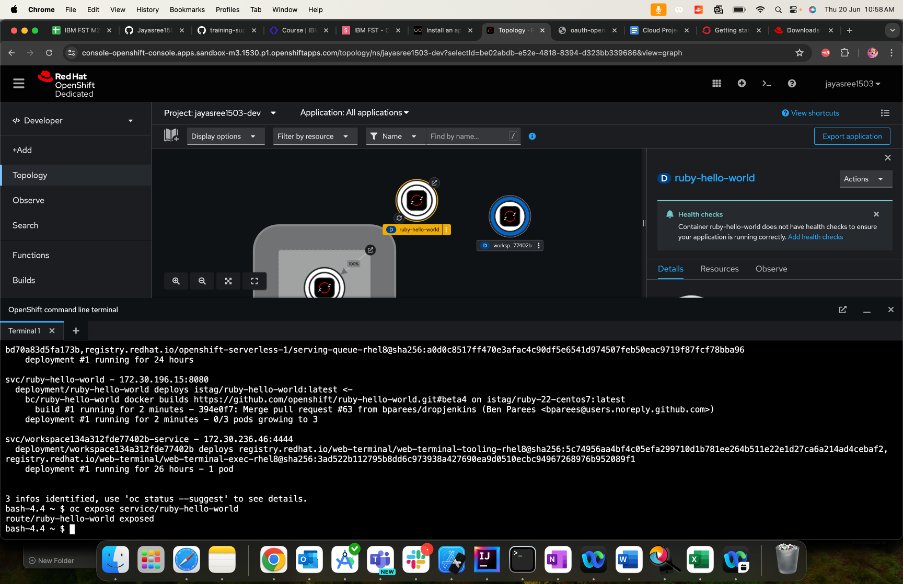 Chrome File Edit View History Bookmarks Profiles Tab Window Help Thu 20 Jun 10:58 AM
IBM FST M3 Jayasree15 training-su Course | IBM IBM FST - C Install an ap Topology - oauth-open Cloud Proje Getting sta Downloads
console-openshift-console.apps.sandbox-m3.1530.p1.openshiftapps.com/topology/ns/jayasree1503-dev?selectId=be02abdb-e52e-4818-8394-d323bb339686&view=graph
Red Hat
OpenShift
Dedicated
jayasree1503
Developer
+Add
Topology
Observe
Search
Functions
Builds
Project: jayasree1503-dev Application: All applications View shortcuts
Display options Filter by resource Name Find by name... / Export application
D ruby-hello-world
worksp 77402b
100%
D ruby-hello-world
Actions
Health checks
Container ruby-hello-world does not have health checks to ensure
your application is running correctly. Add health checks
Details Resources Observe
OpenShift command line terminal
Terminal 1
bd70a83d5fa173b,registry.redhat.io/openshift-serverless-1/serving-queue-rhel8@sha256:a0d0c8517ff470e3afac4c90df5e6541d974507feb50eac9719f87fcf78bba96
deployment #1 running for 24 hours
svc/ruby-hello-world - 172.30.196.15:8080
deployment/ruby-hello-world deploys istag/ruby-hello-world:latest <-
bc/ruby-hello-world docker builds https://github.com/openshift/ruby-hello-world.git#beta4 on istag/ruby-22-centos7:latest
build #1 running for 2 minutes - 394e0f7: Merge pull request #63 from bparees/dropjenkins (Ben Parees <bparees@users.noreply.github.com>)
deployment #1 running for 2 minutes - 0/3 pods growing to 3
svc/workspace134a312fde77402b-service - 172.30.236.46:4444
deployment/workspace134a312fde77402b deploys registry.redhat.io/web-terminal/web-terminal-tooling-rhel8@sha256:5c74956aa4bf4c05efa299710d1b781ee264b511e22e1d27ca6a214ad4cebaf2,
registry.redhat.io/web-terminal/web-terminal-exec-rhel8@sha256:3ad522b112795b8dd6c973938a427690ea9d0510ecbc94967268976b952089f1
deployment #1 running for 26 hours - 1 pod
3 infos identified, use 'oc status --suggest' to see details.
bash-4.4 ~ $ oc expose service/ruby-hello-world
route/ruby-hello-world exposed
bash-4.4 ~ $
New Folder
NEW